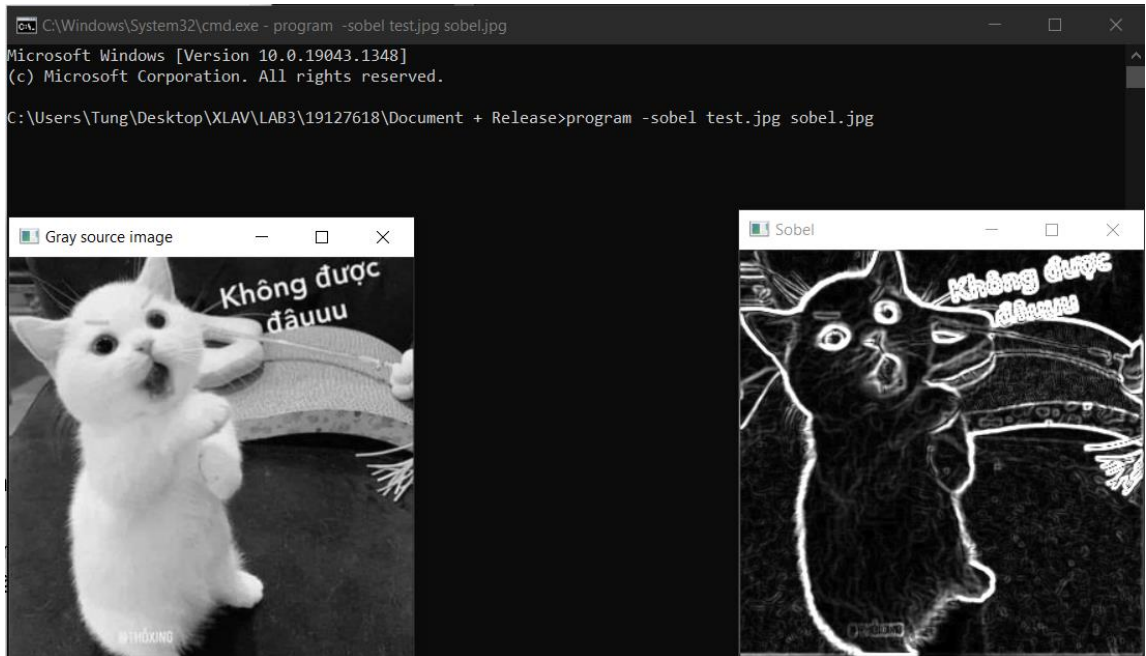 C:\Windows\System32\cmd.exe - program  -sobel test.jpg sobel.jpg
Microsoft Windows [Version 10.0.19043.1348]
(c) Microsoft Corporation. All rights reserved.
C:\Users\Tung\Desktop\XLAV\LAB3\19127618\Document + Release>program -sobel test.jpg sobel.jpg
Gray source image
Không được
đâuuu
@THỎXING
Sobel
Không được
đâuuu